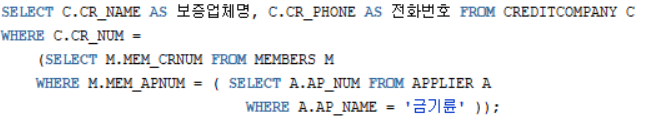 SELECT C.CR_NAME AS 보증업체명, C.CR_PHONE AS 전화번호 FROM CREDITCOMPANY C
WHERE C.CR_NUM =
(SELECT M.MEM_CRNUM FROM MEMBERS M
WHERE M.MEM_APNUM = ( SELECT A.AP_NUM FROM APPLIER A
WHERE A.AP_NAME = '금기륜' ));